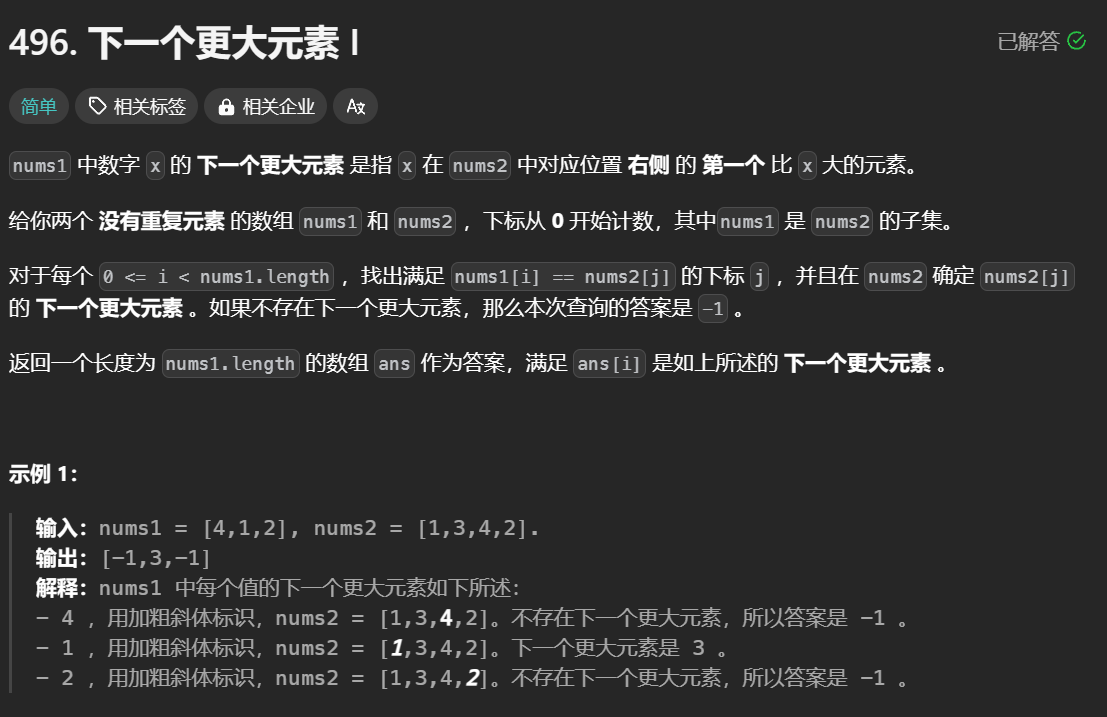 496. 下一个更大元素 I
已解答
简单 相关标签 相关企业
nums1 中数字 x 的 下一个更大元素 是指 x 在 nums2 中对应位置 右侧 的 第一个 比 x 大的元素。
给你两个 没有重复元素 的数组 nums1 和 nums2 ，下标从 0 开始计数，其中nums1 是 nums2 的子集。
对于每个 0 <= i < nums1.length ，找出满足 nums1[i] == nums2[j] 的下标 j ，并且在 nums2 确定 nums2[j]
的 下一个更大元素 。如果不存在下一个更大元素，那么本次查询的答案是 -1 。
返回一个长度为 nums1.length 的数组 ans 作为答案，满足 ans[i] 是如上所述的 下一个更大元素 。
示例 1：
输入：nums1 = [4,1,2], nums2 = [1,3,4,2].
输出：[-1,3,-1]
解释：nums1 中每个值的下一个更大元素如下所述：
- 4 ，用加粗斜体标识，nums2 = [1,3,4,2]。不存在下一个更大元素，所以答案是 -1 。
- 1 ，用加粗斜体标识，nums2 = [1,3,4,2]。下一个更大元素是 3 。
- 2 ，用加粗斜体标识，nums2 = [1,3,4,2]。不存在下一个更大元素，所以答案是 -1 。